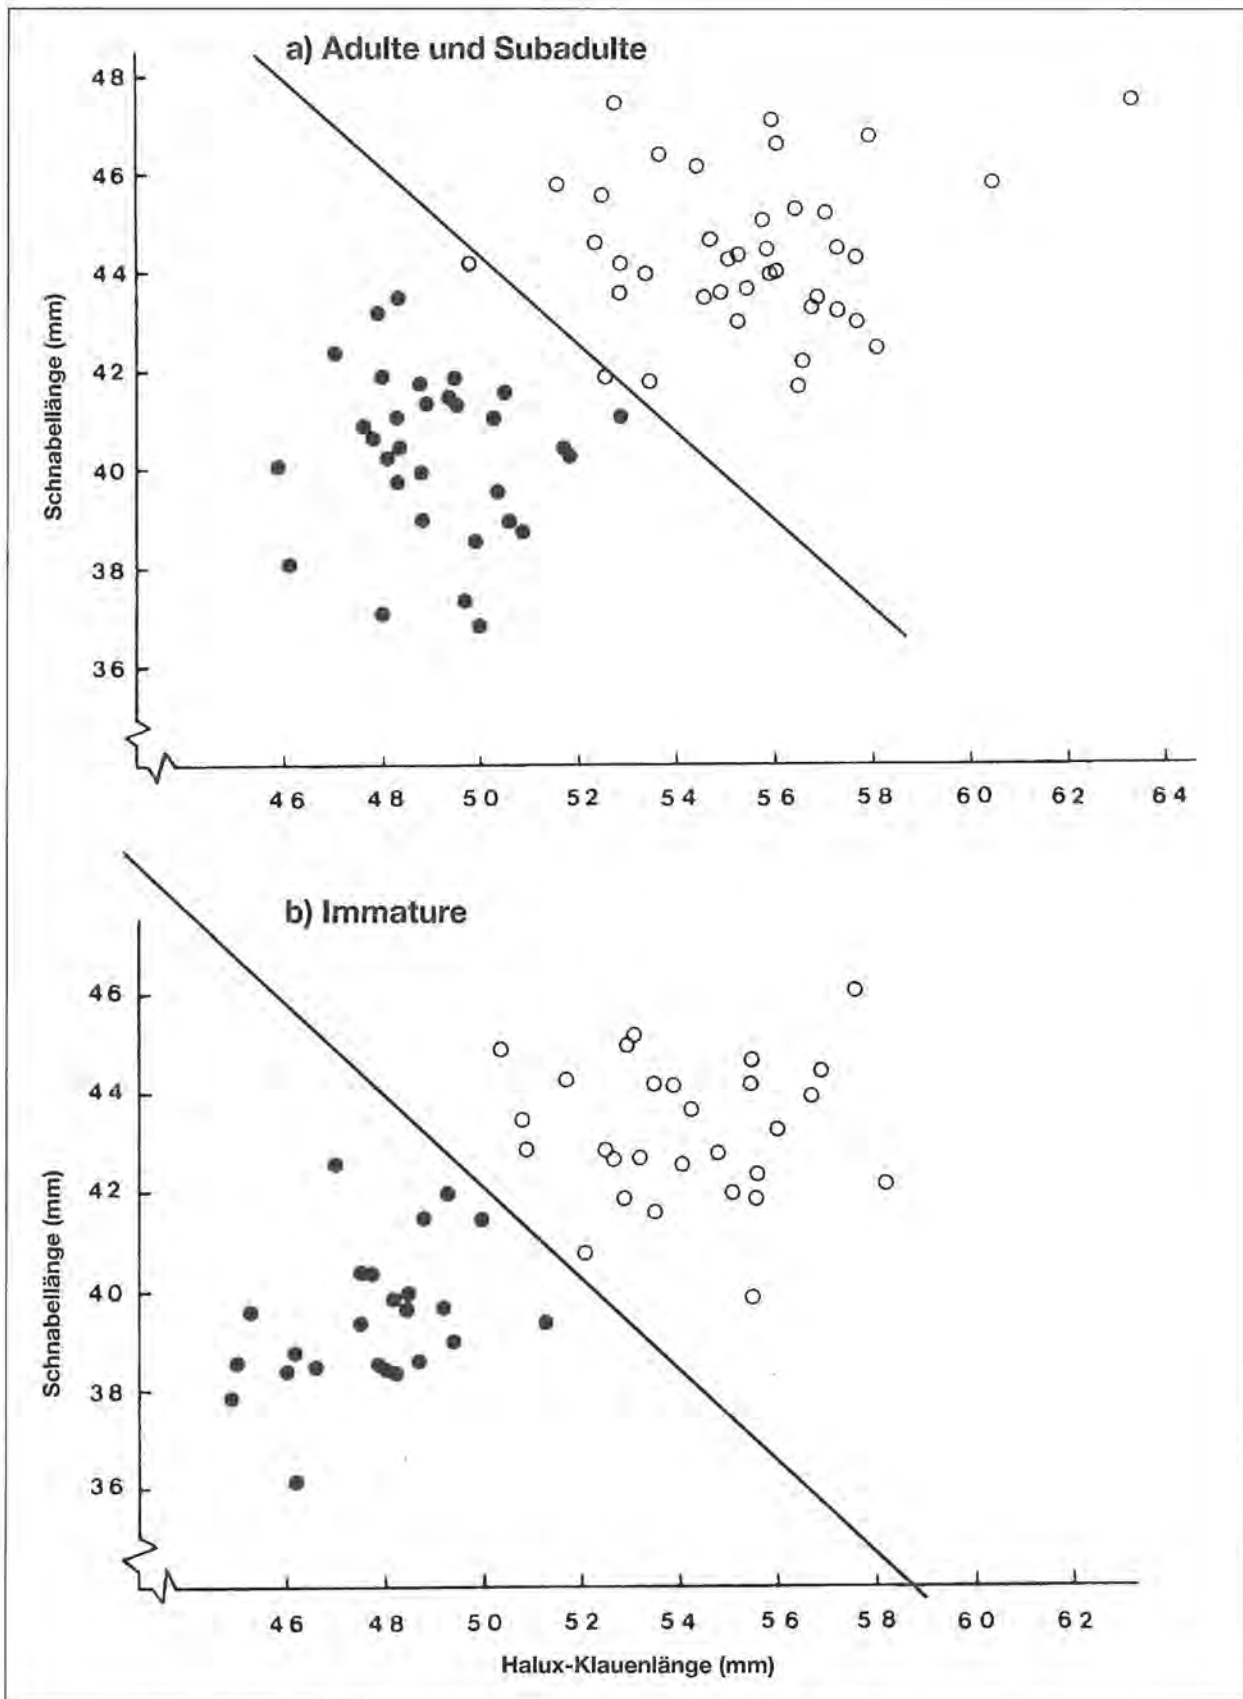 a) Adulte und Subadulte
48
46
44
42
40
38
36
Schnabellänge (mm)
46 48 50 52 54 56 58 60 62 64
b) Immature
46
44
42
40
38
36
Schnabellänge (mm)
46 48 50 52 54 56 58 60 62
Halux-Klauenlänge (mm)